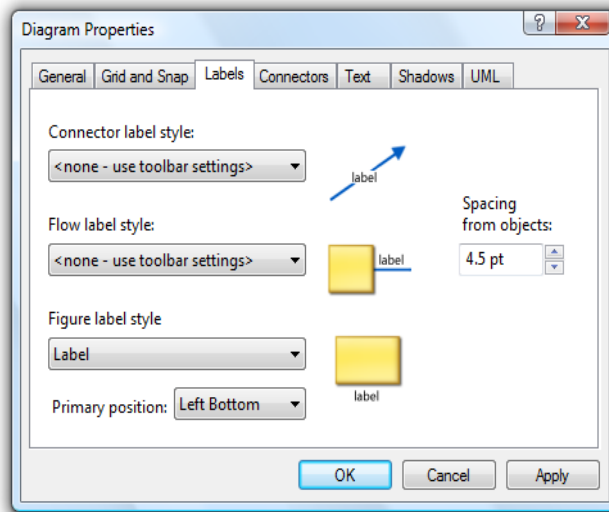 Diagram Properties
General Grid and Snap Labels Connectors Text Shadows UML
Connector label style:
<none - use toolbar settings>
label
Spacing
from objects:
Flow label style:
<none - use toolbar settings>
label
4.5 pt
Figure label style
Label
label
Primary position: Left Bottom
OK Cancel Apply